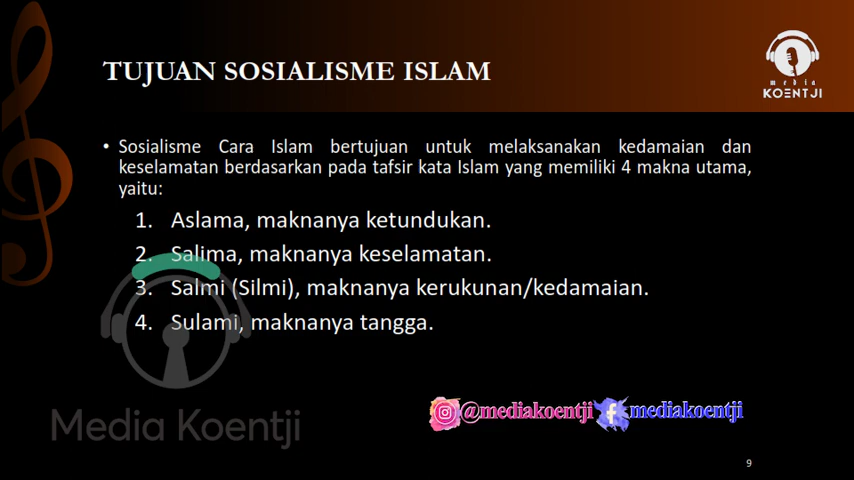 TUJUAN SOSIALISME ISLAM
media
KOENTJI
• Sosialisme Cara Islam bertujuan untuk melaksanakan kedamaian dan
keselamatan berdasarkan pada tafsir kata Islam yang memiliki 4 makna utama,
yaitu:
1. Aslama, maknanya ketundukan.
2. Salima, maknanya keselamatan.
3. Salmi (Silmi), maknanya kerukunan/kedamaian.
4. Sulami, maknanya tangga.
Media Koentji
@mediakoentji mediakoentji
9